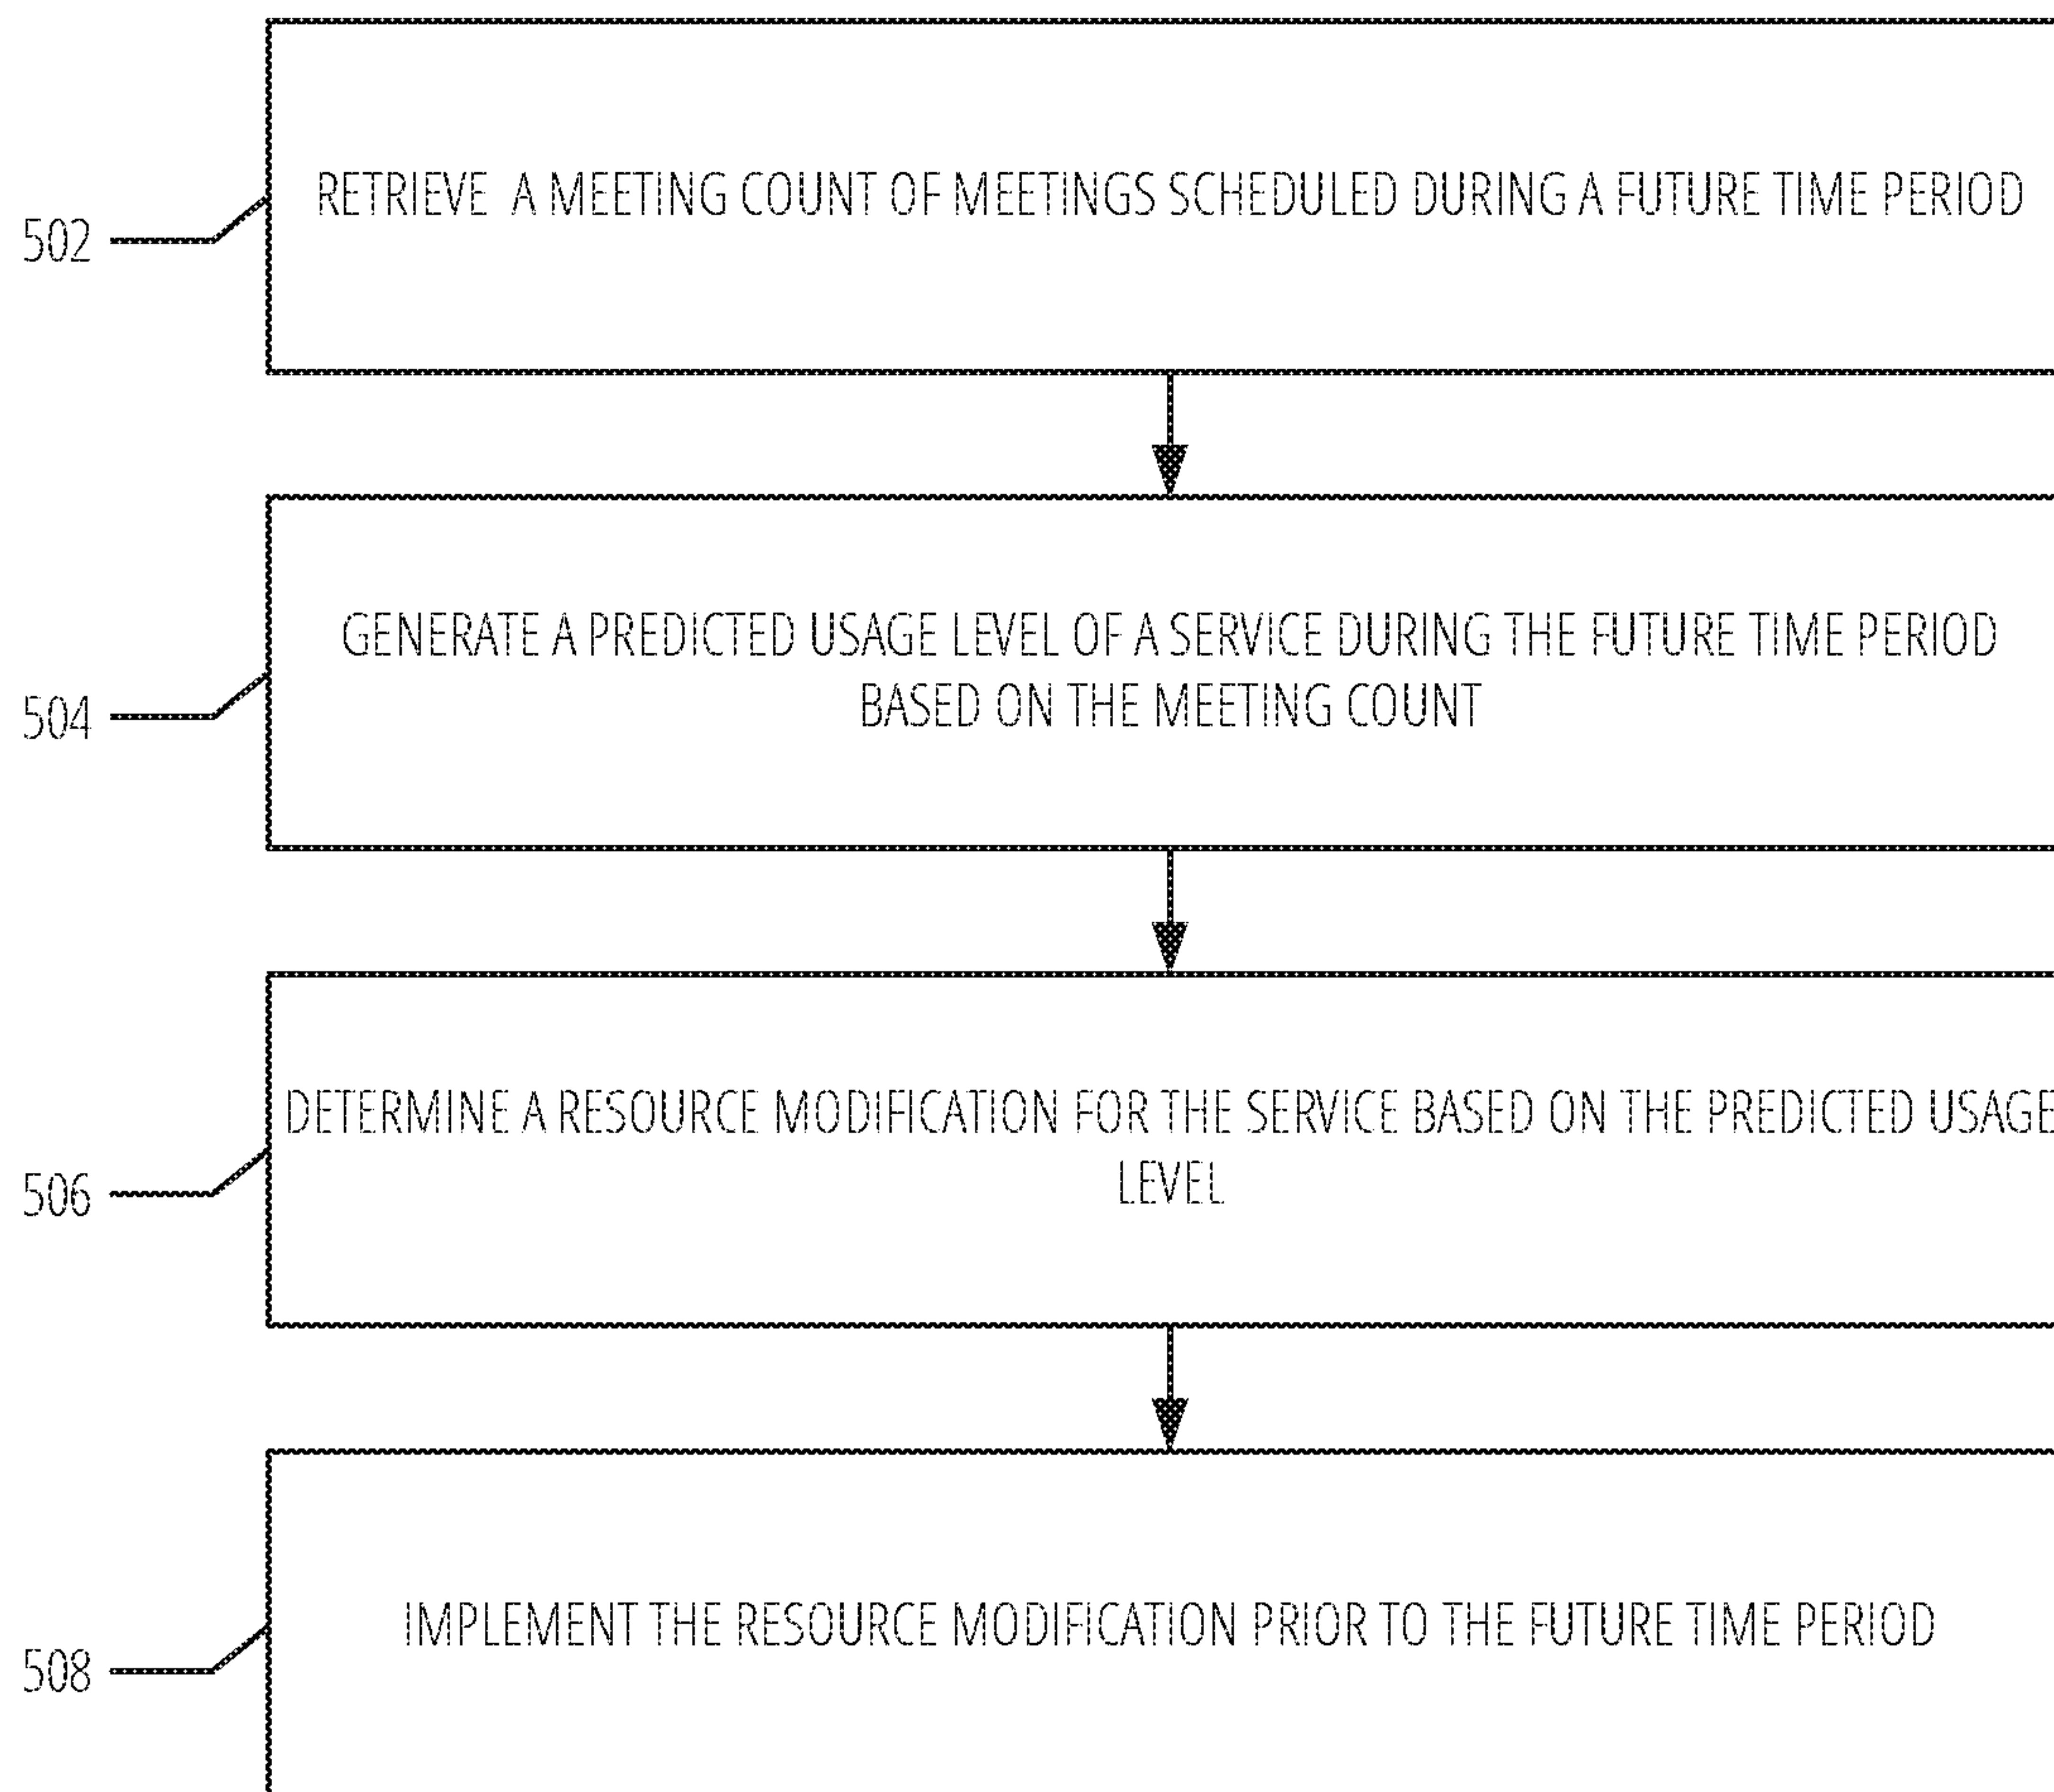 RETRIEVE A MEETING COUNT OF MEETINGS SCHEDULED DURING A FUTURE TIME PERIOD
502
GENERATE A PREDICTED USAGE LEVEL OF A SERVICE DURING THE FUTURE TIME PERIOD
BASED ON THE MEETING COUNT
504
DETERMINE A RESOURCE MODIFICATION FOR THE SERVICE BASED ON THE PREDICTED USAGE
LEVEL
506
IMPLEMENT THE RESOURCE MODIFICATION PRIOR TO THE FUTURE TIME PERIOD
508